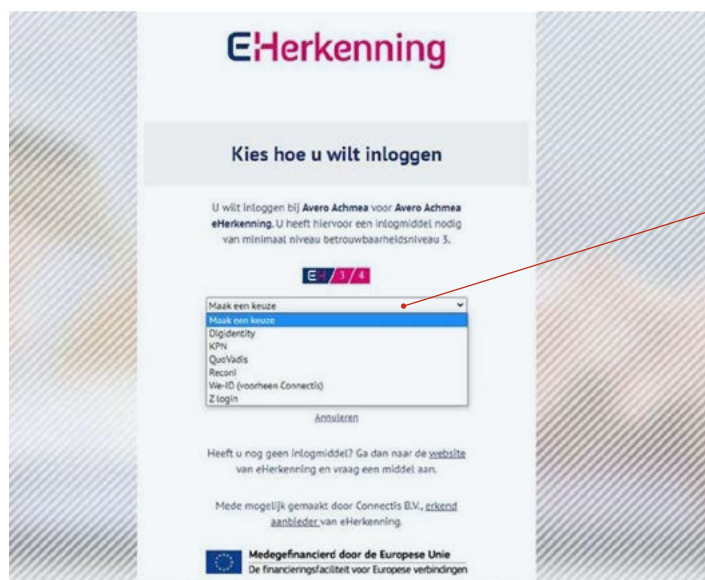 eHerkenning
Kies hoe u wilt inloggen
U wilt inloggen bij Avero Achmea voor Avero Achmea
eHerkenning. U heeft hiervoor een inlogmiddel nodig
van minimaal niveau betrouwbaarheidsniveau 3.
eH 3 4
Maak een keuze
Maak een keuze
Digidentity
KPN
QuoVadis
Reconi
We-ID (voorheen Connectis)
Z login
Annuleren
Heeft u nog geen inlogmiddel? Ga dan naar de website
van eHerkenning en vraag een middel aan.
Mede mogelijk gemaakt door Connectis B.V., erkend
aanbieder van eHerkenning.
Medegefinancierd door de Europese Unie
De financieringsfaciliteit voor Europese verbindingen